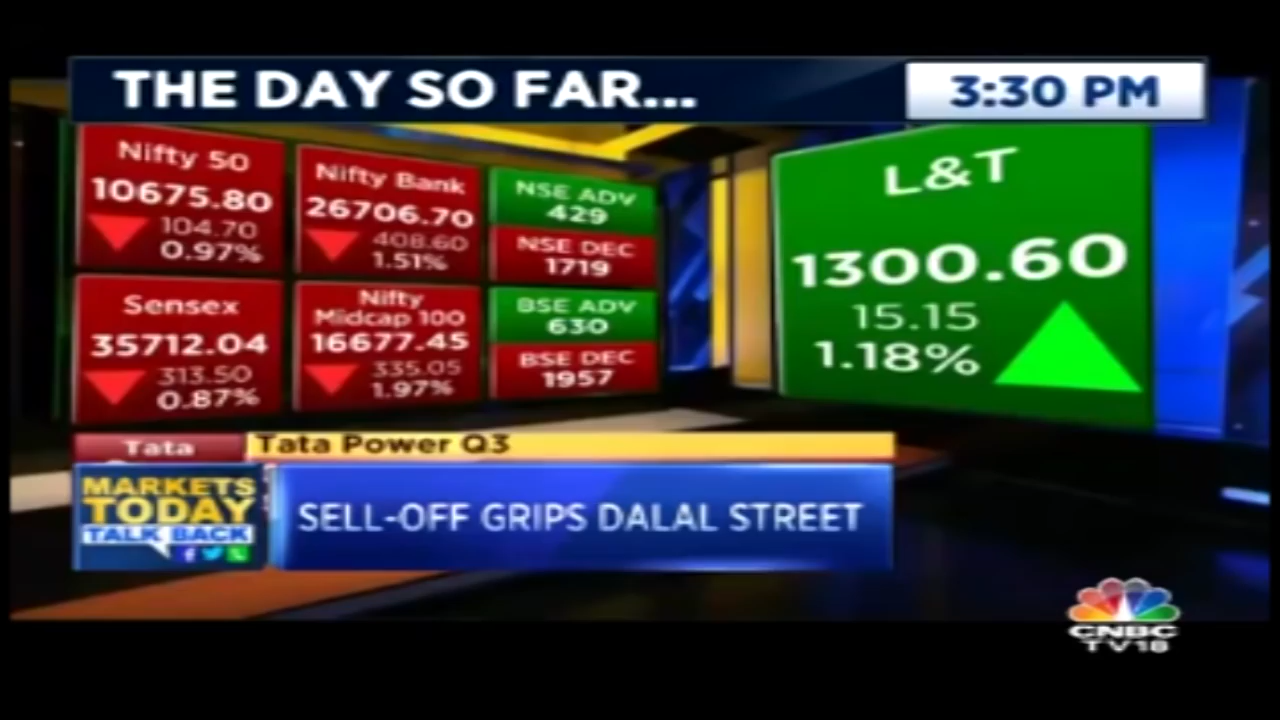 THE DAY SO FAR...
3:30 PM
Nifty 50
10675.80
104.70
0.97%
Nifty Bank
26706.70
408.60
1.51%
NSE ADV
429
NSE DEC
1719
Sensex
35712.04
313.50
0.87%
Nifty
Midcap 100
16677.45
335.05
1.97%
BSE ADV
630
BSE DEC
1957
L&T
1300.60
15.15
1.18%
Tata
Tata Power Q3
MARKETS
TODAY
TALK BACK
SELL-OFF GRIPS DALAL STREET
CNBC
TV18